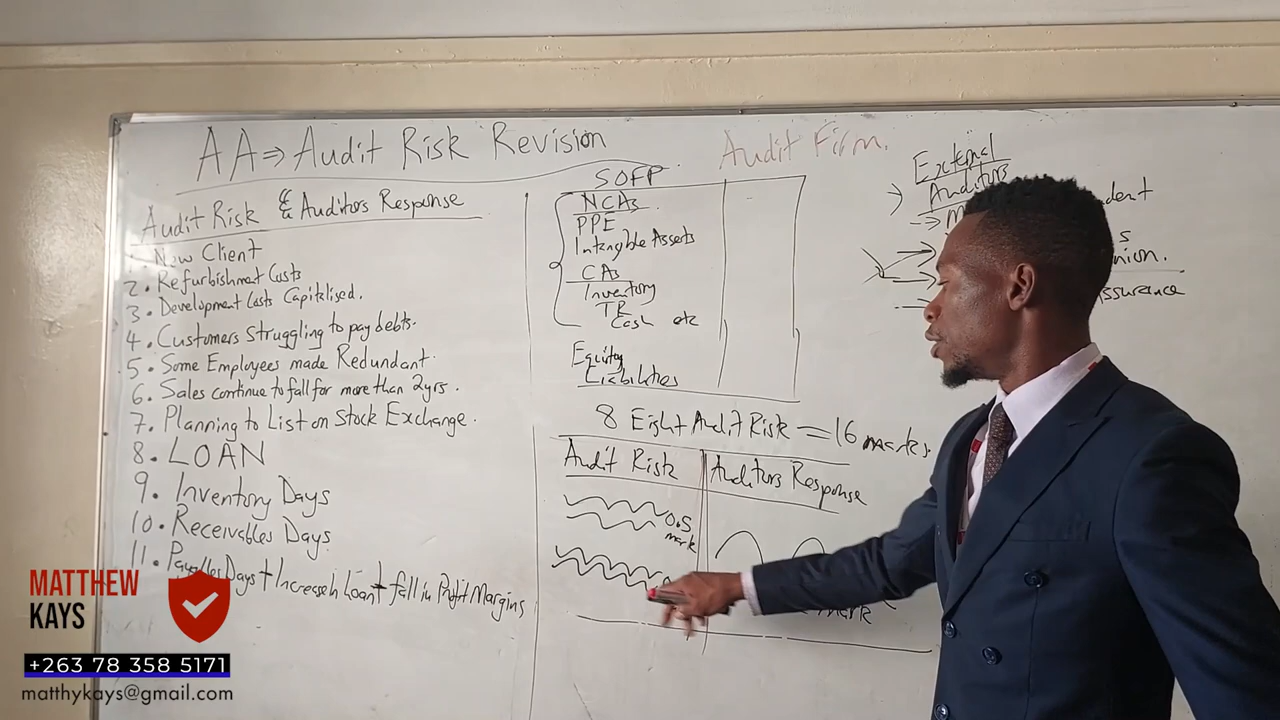 AA⇒Audit Risk Revision
Audit Firm.
Audit Risk & Auditors Response
1. New Client
2. Refurbishment Costs
3. Development Costs Capitalised.
4. Customers struggling to pay debts.
5. Some Employees made Redundant.
6. Sales continue to fall for more than 2yrs.
7. Planning to List on Stock Exchange.
8. LOAN
9. Inventory Days
10. Receivables Days
11. Payables Days + Increase in Loan + fall in Profit Margins
SOFP
NCAs
PPE
Intangible Assets
CAs
Inventory
TR
Cash etc
Equity
Liabilities
8 Eight Audit Risk = 16 marks.
Audit Risk
Auditors Response
0.5
mark
mark
External
Auditors
MATTHEW
KAYS
+263 78 358 5171
matthykays@gmail.com